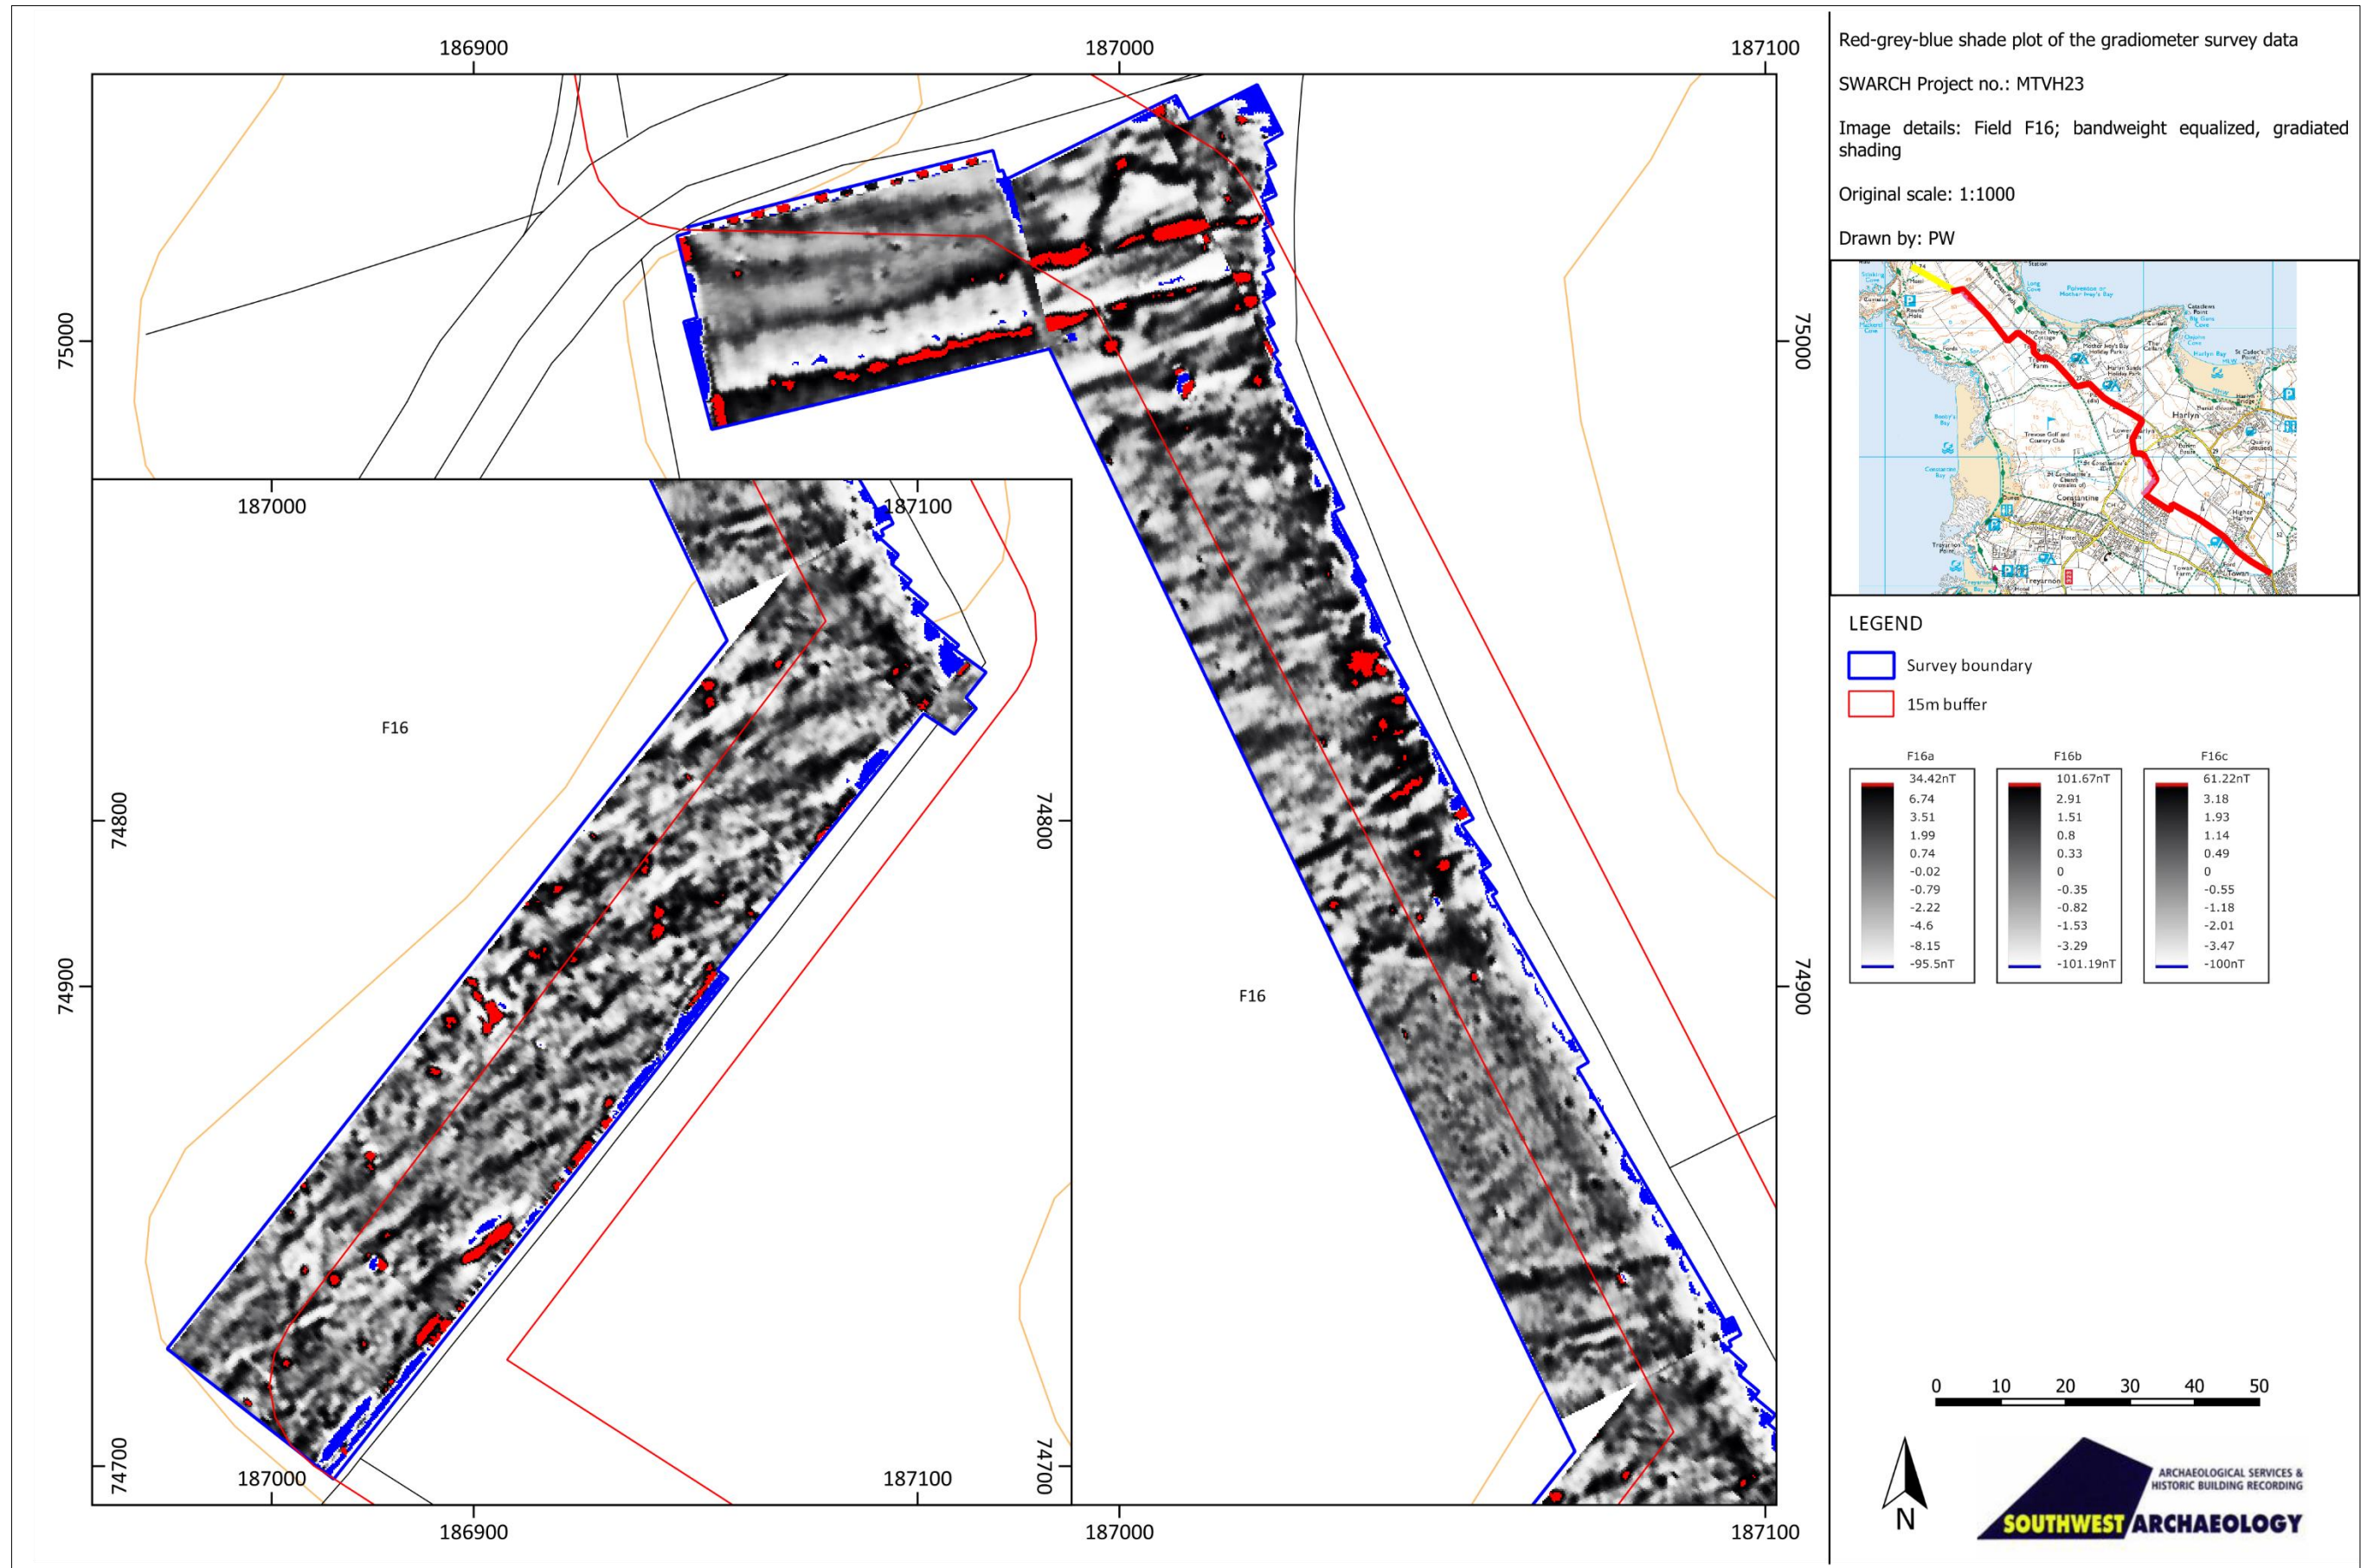 186900
187000
187100
75000
75000
187000
187100
F16
74800
74800
74900
74900
F16
74700
74700
187000
187100
186900
187000
187100
Red-grey-blue shade plot of the gradiometer survey data
SWARCH Project no.: MTVH23
Image details: Field F16; bandweight equalized, gradiated
shading
Original scale: 1:1000
Drawn by: PW
Harlyn
Constantine
Bay
Treyarnon
Towan
LEGEND
Survey boundary
15m buffer
F16a
34.42nT
6.74
3.51
1.99
0.74
-0.02
-0.79
-2.22
-4.6
-8.15
-95.5nT
F16b
101.67nT
2.91
1.51
0.8
0.33
0
-0.35
-0.82
-1.53
-3.29
-101.19nT
F16c
61.22nT
3.18
1.93
1.14
0.49
0
-0.55
-1.18
-2.01
-3.47
-100nT
0 10 20 30 40 50
N
ARCHAEOLOGICAL SERVICES &
HISTORIC BUILDING RECORDING
SOUTHWEST ARCHAEOLOGY